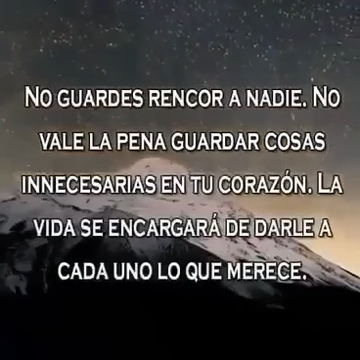 No guardes rencor a nadie. No
vale la pena guardar cosas
innecesarias en tu corazón. La
vida se encargará de darle a
cada uno lo que merece.